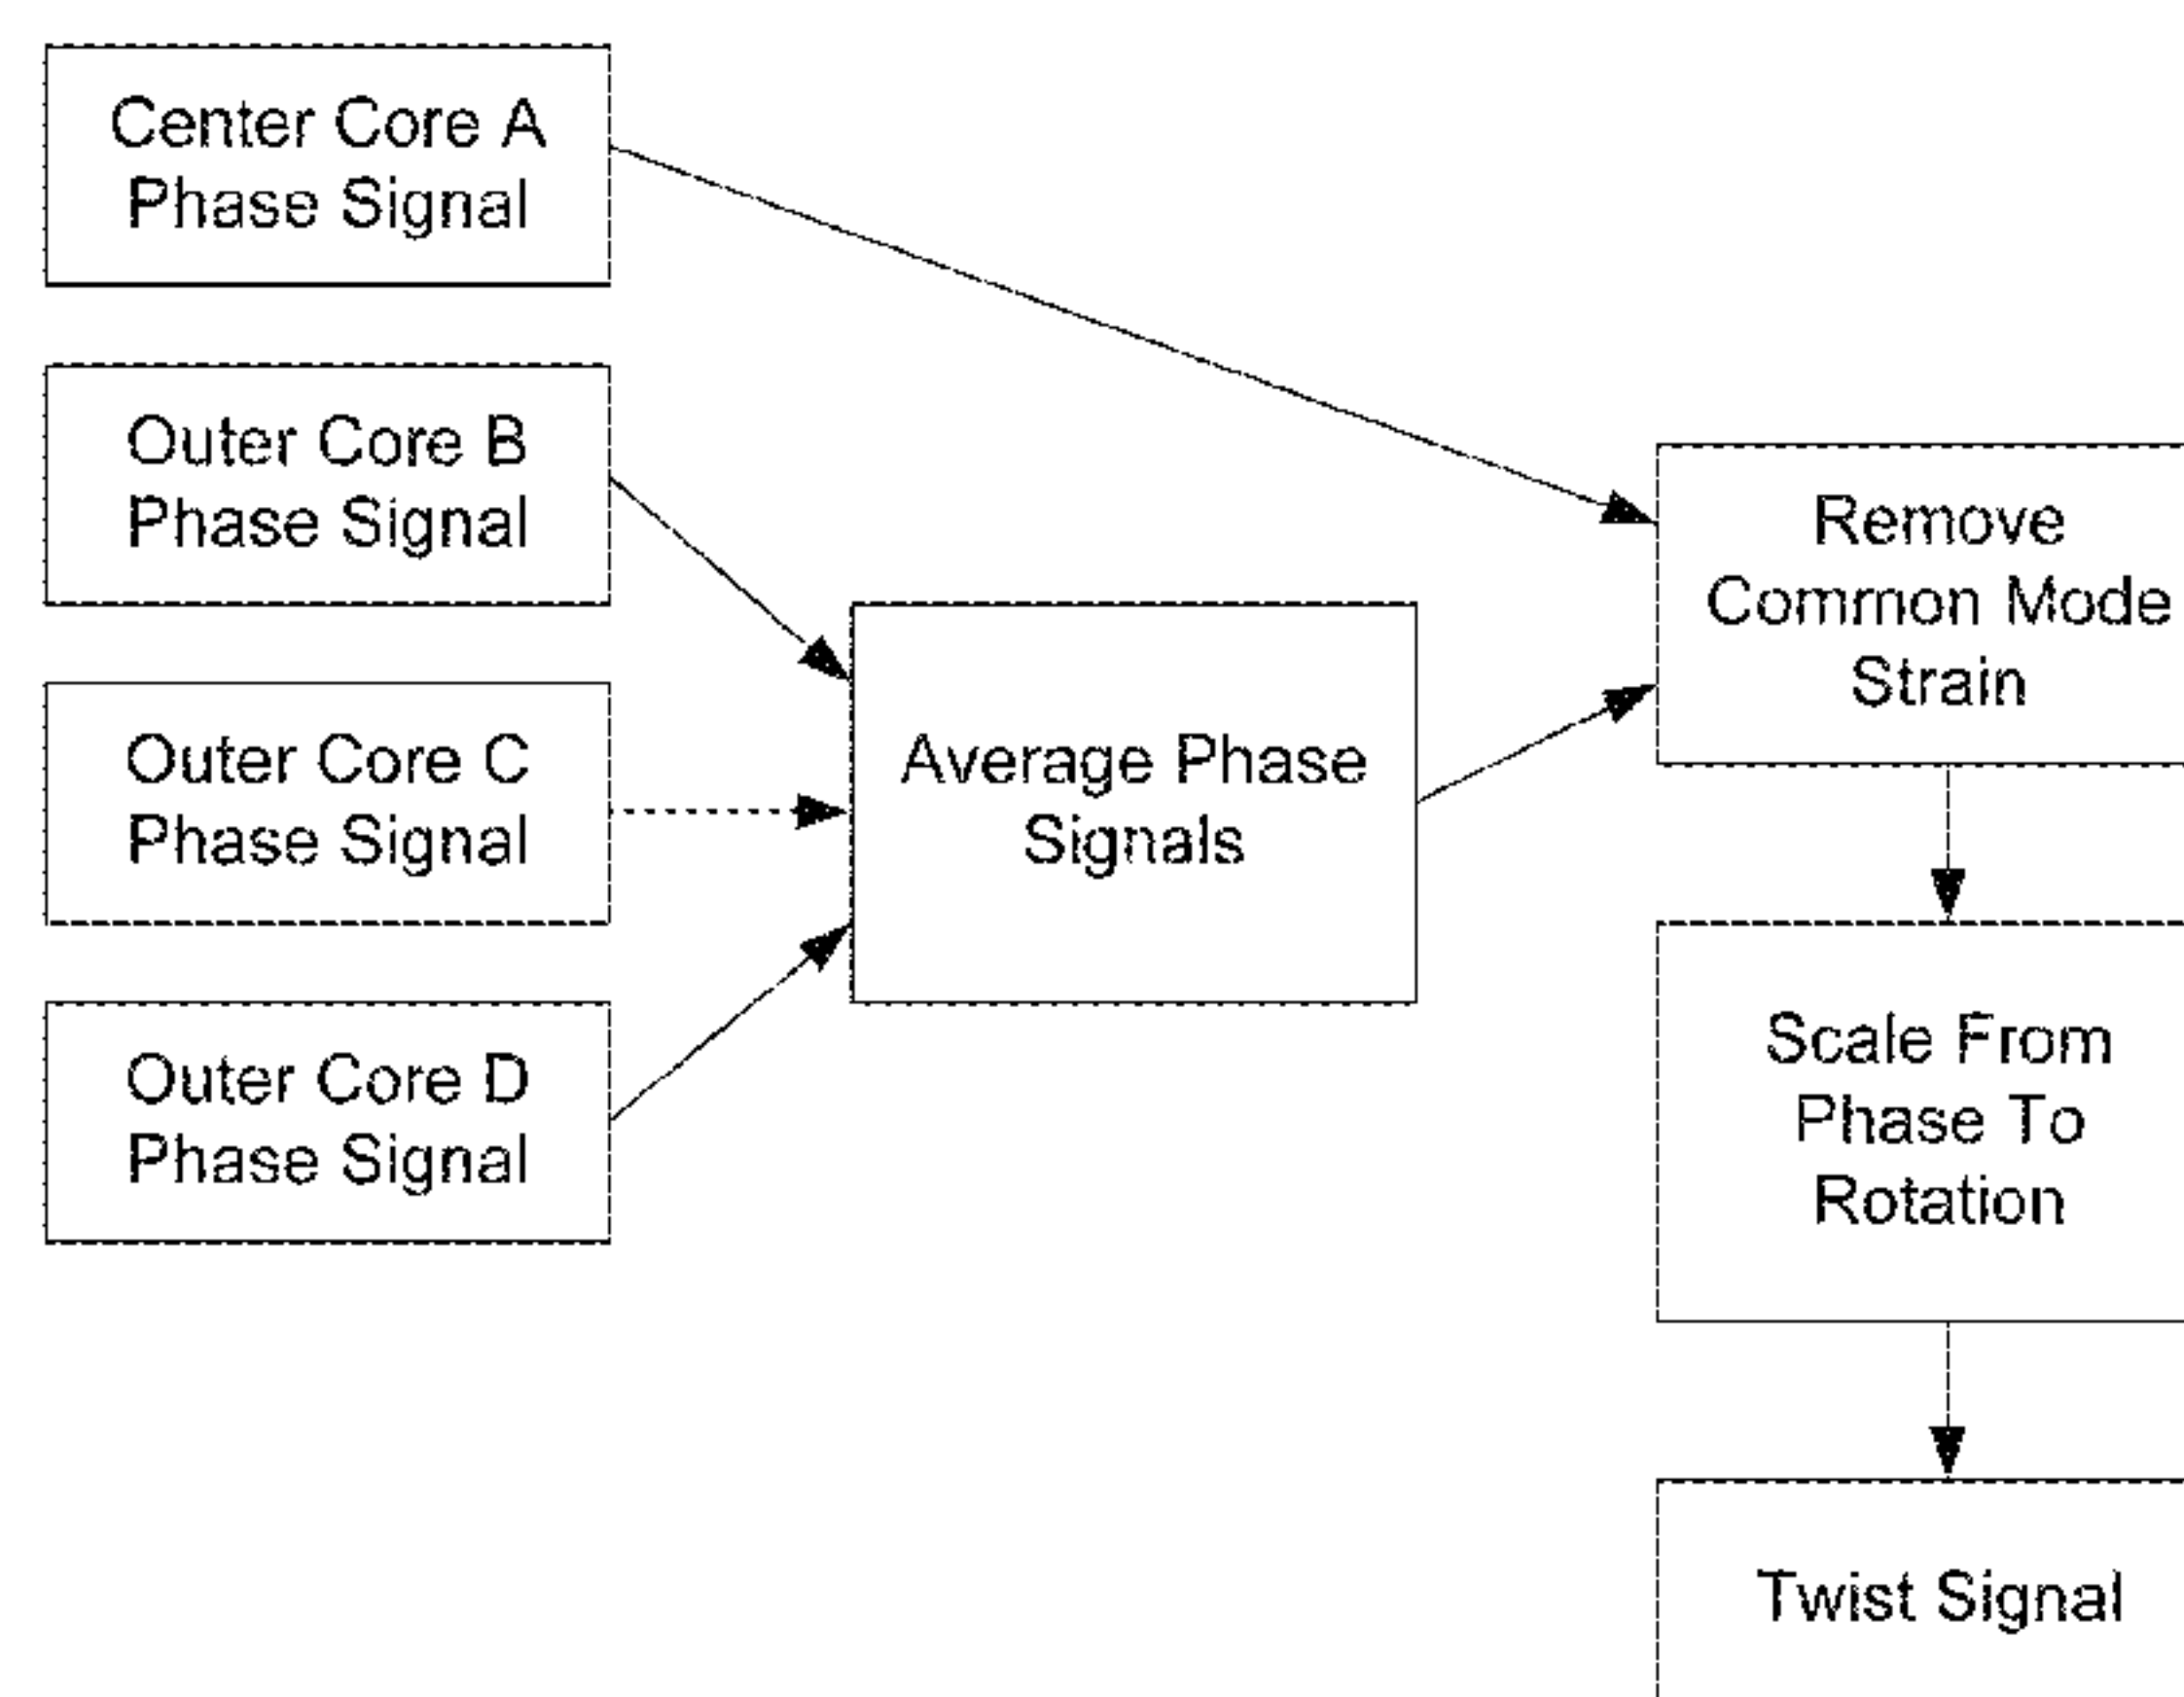 Center Core A
Phase Signal
Outer Core B
Phase Signal
Outer Core C
Phase Signal
Outer Core D
Phase Signal
Average Phase
Signals
Remove
Common Mode
Strain
Scale From
Phase To
Rotation
Twist Signal